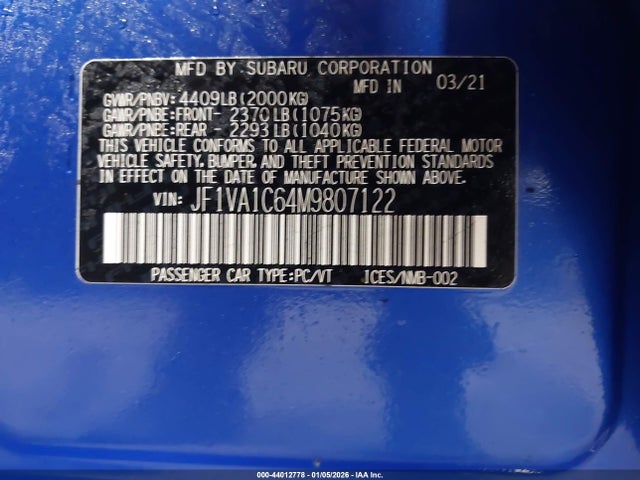 MFD BY SUBARU CORPORATION
MFD IN 03/21
GVWR/PNBV: 4409LB(2000KG)
GAWR/PNBE:FRONT- 2370LB(1075KG)
GAWR/PNBE:REAR - 2293LB(1040KG)
THIS VEHICLE CONFORMS TO ALL APPLICABLE FEDERAL MOTOR
VEHICLE SAFETY, BUMPER, AND THEFT PREVENTION STANDARDS
IN EFFECT ON THE DATE OF MANUFACTURE SHOWN ABOVE.
VIN: JF1VA1C64M9807122
PASSENGER CAR TYPE:PC/VT ICES/NMB-002
000-44012778 | 01/05/2026 | IAA Inc.